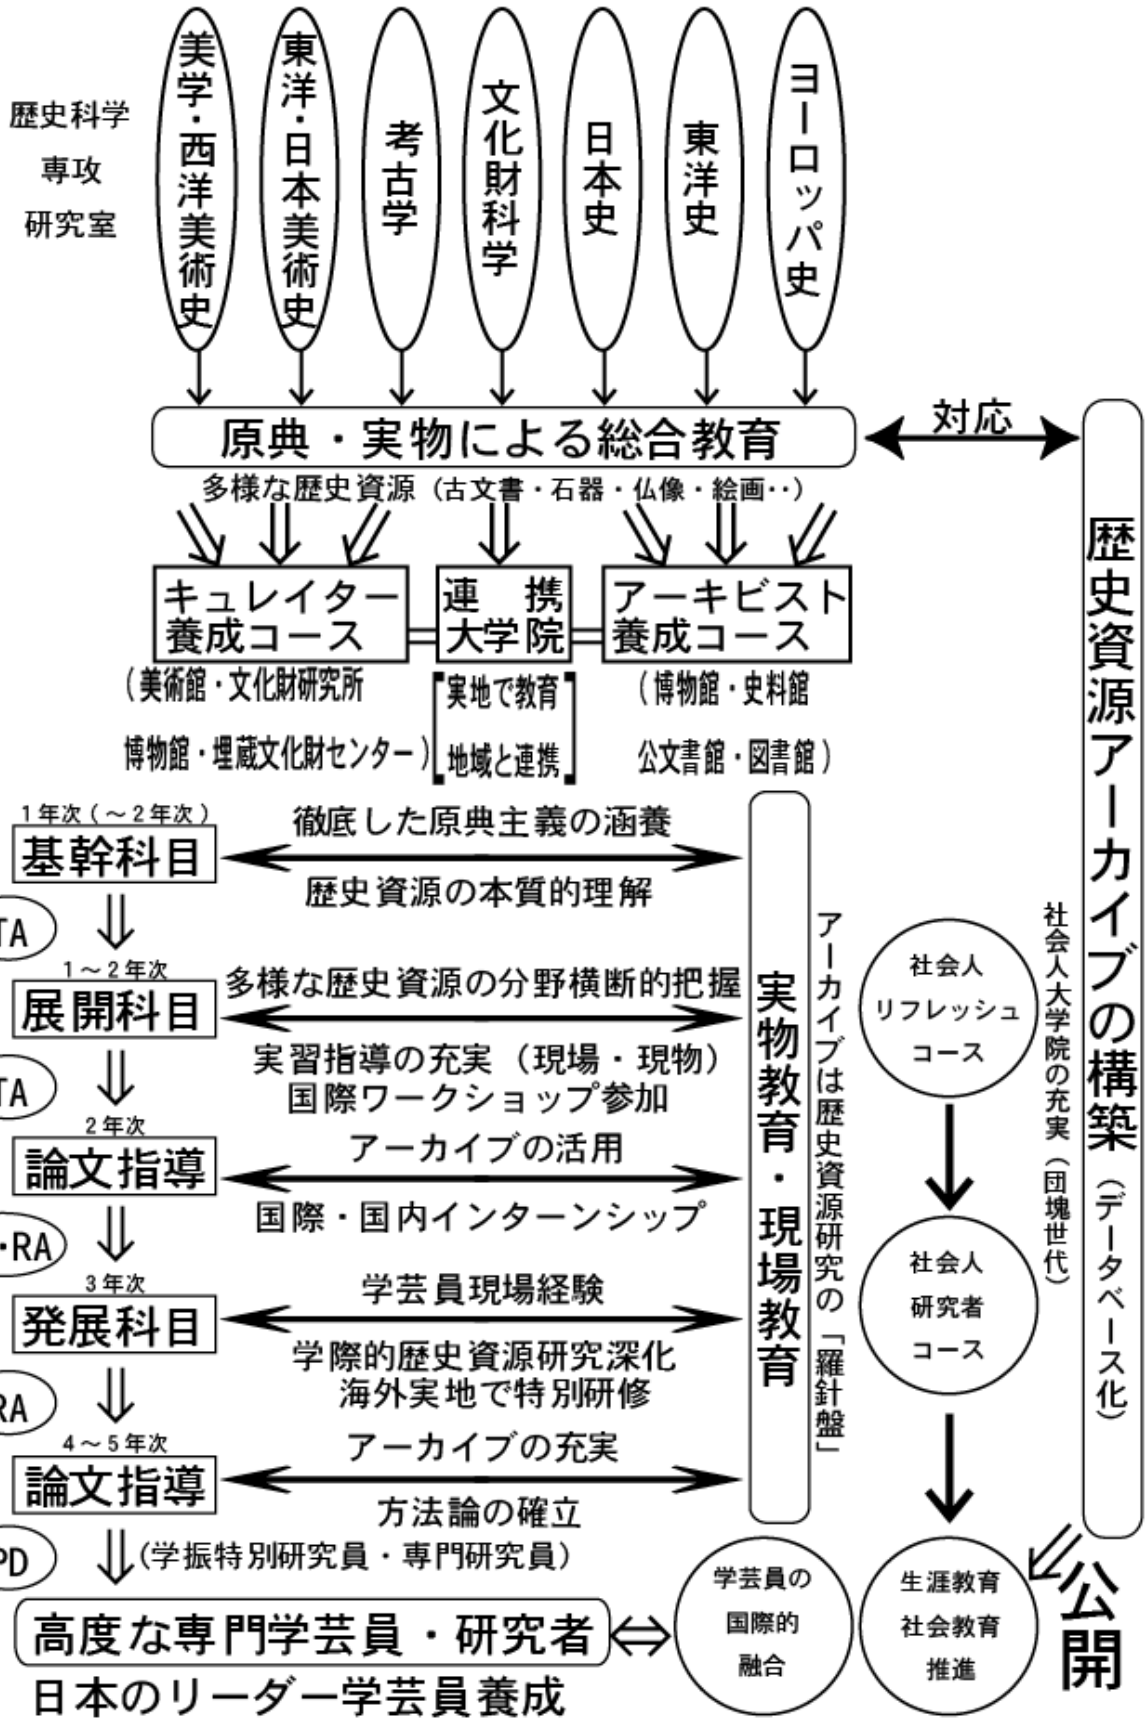 歴史科学
専攻
研究室
美学・西洋美術史
東洋・日本美術史
考古学
文化財科学
日本史
東洋史
ヨーロッパ史
原典・実物による総合教育
対応
多様な歴史資源（古文書・石器・仏像・絵画‥）
キュレイター
養成コース
連　携
大学院
アーキビスト
養成コース
（美術館・文化財研究所
博物館・埋蔵文化財センター）
実地で教育
地域と連携
（博物館・史料館
公文書館・図書館）
1年次（～2年次）
基幹科目
徹底した原典主義の涵養
歴史資源の本質的理解
TA
1～2年次
展開科目
多様な歴史資源の分野横断的把握
実習指導の充実（現場・現物）
国際ワークショップ参加
TA
2年次
論文指導
アーカイブの活用
国際・国内インターンシップ
・RA
3年次
発展科目
学芸員現場経験
学際的歴史資源研究深化
海外実地で特別研修
RA
4～5年次
論文指導
アーカイブの充実
方法論の確立
PD
（学振特別研究員・専門研究員）
高度な専門学芸員・研究者
日本のリーダー学芸員養成
実物教育・現場教育
アーカイブは歴史資源研究の「羅針盤」
社会人
リフレッシュ
コース
社会人
研究者
コース
学芸員の
国際的
融合
生涯教育
社会教育
推進
社会人大学院の充実（団塊世代）
歴史資源アーカイブの構築（データベース化）
公開